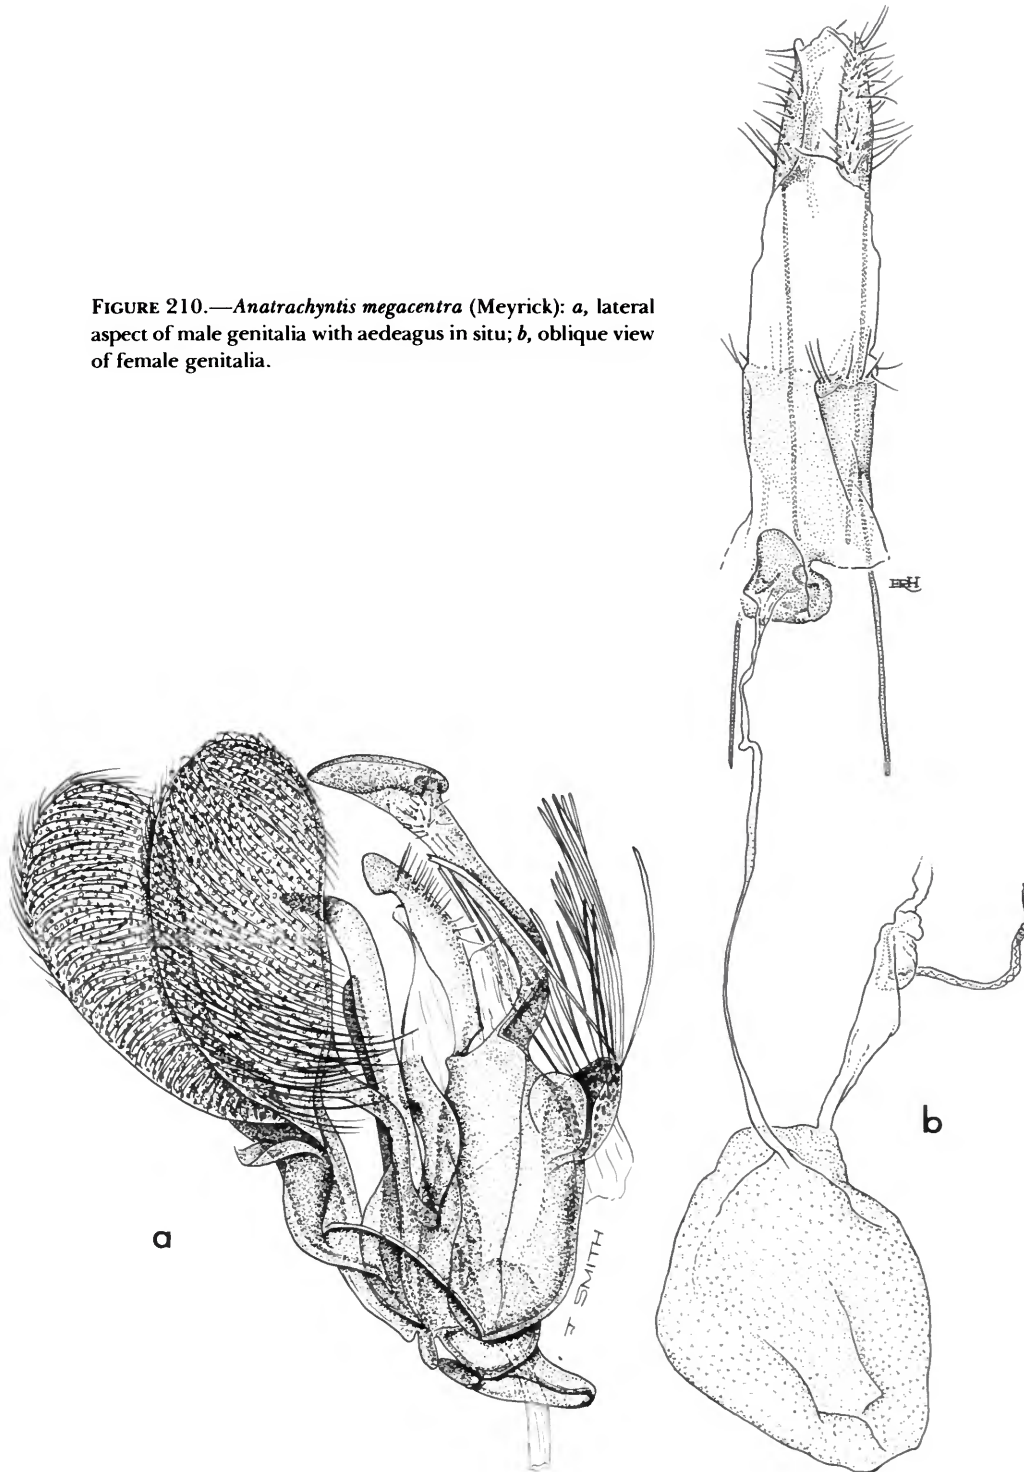 FIGURE 210.—Anatrachyntis megacentra (Meyrick): a, lateral
aspect of male genitalia with aedeagus in situ; b, oblique view
of female genitalia.
ERH
b
a
SMITH